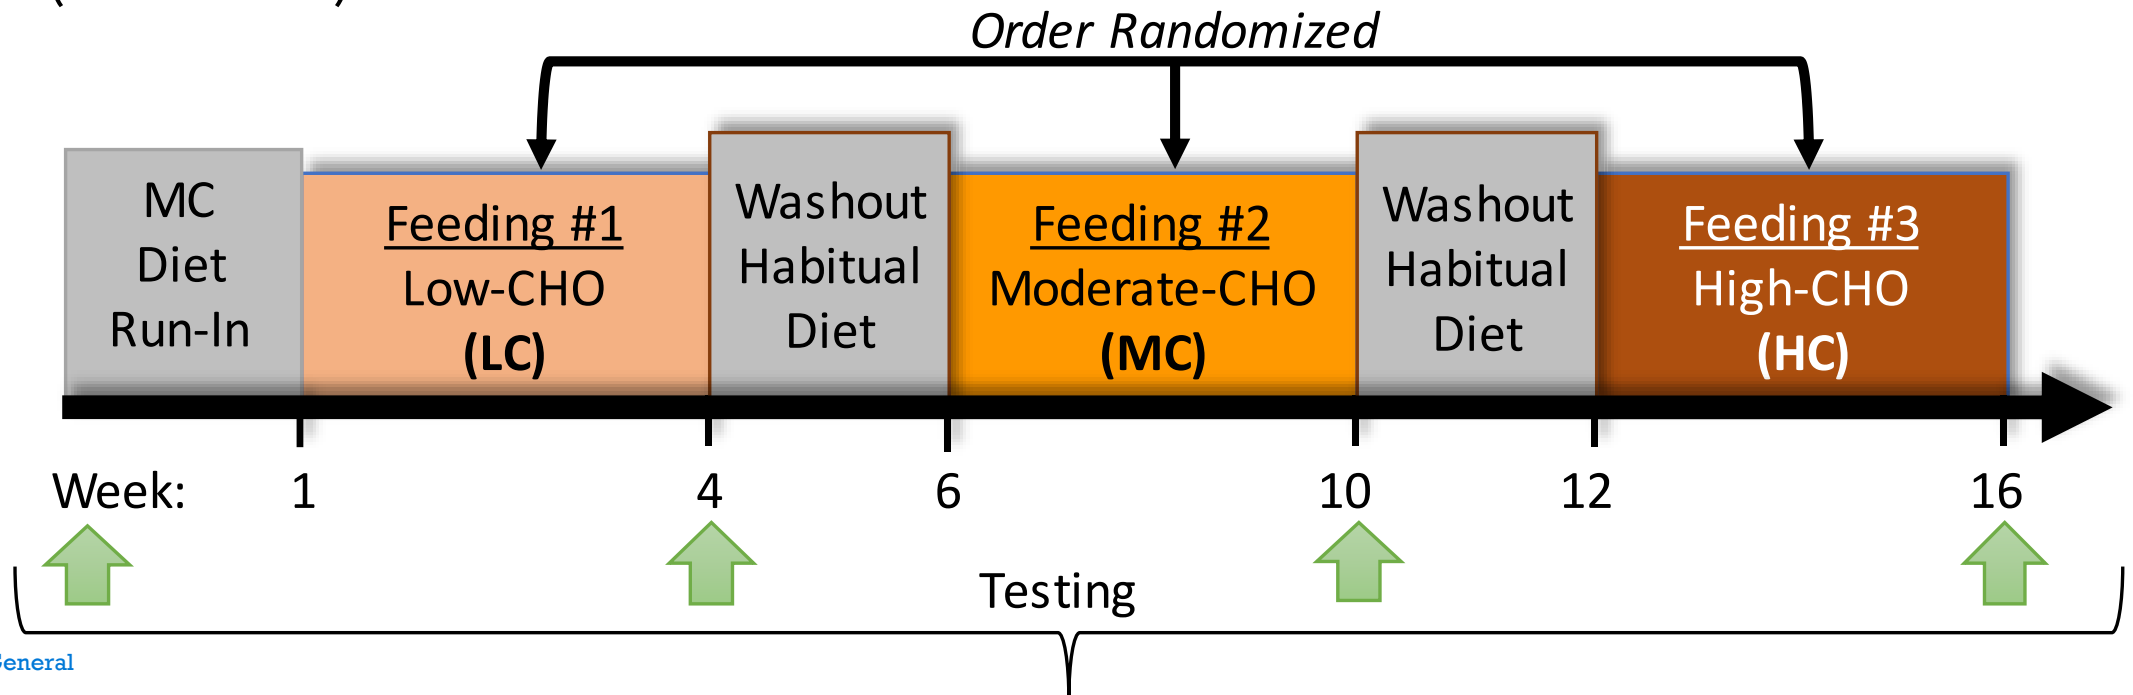 Order Randomized
MC
Diet
Run-In
Feeding #1
Low-CHO
(LC)
Washout
Habitual
Diet
Feeding #2
Moderate-CHO
(MC)
Washout
Habitual
Diet
Feeding #3
High-CHO
(HC)
Week: 1 4 6 10 12 16
Testing
General